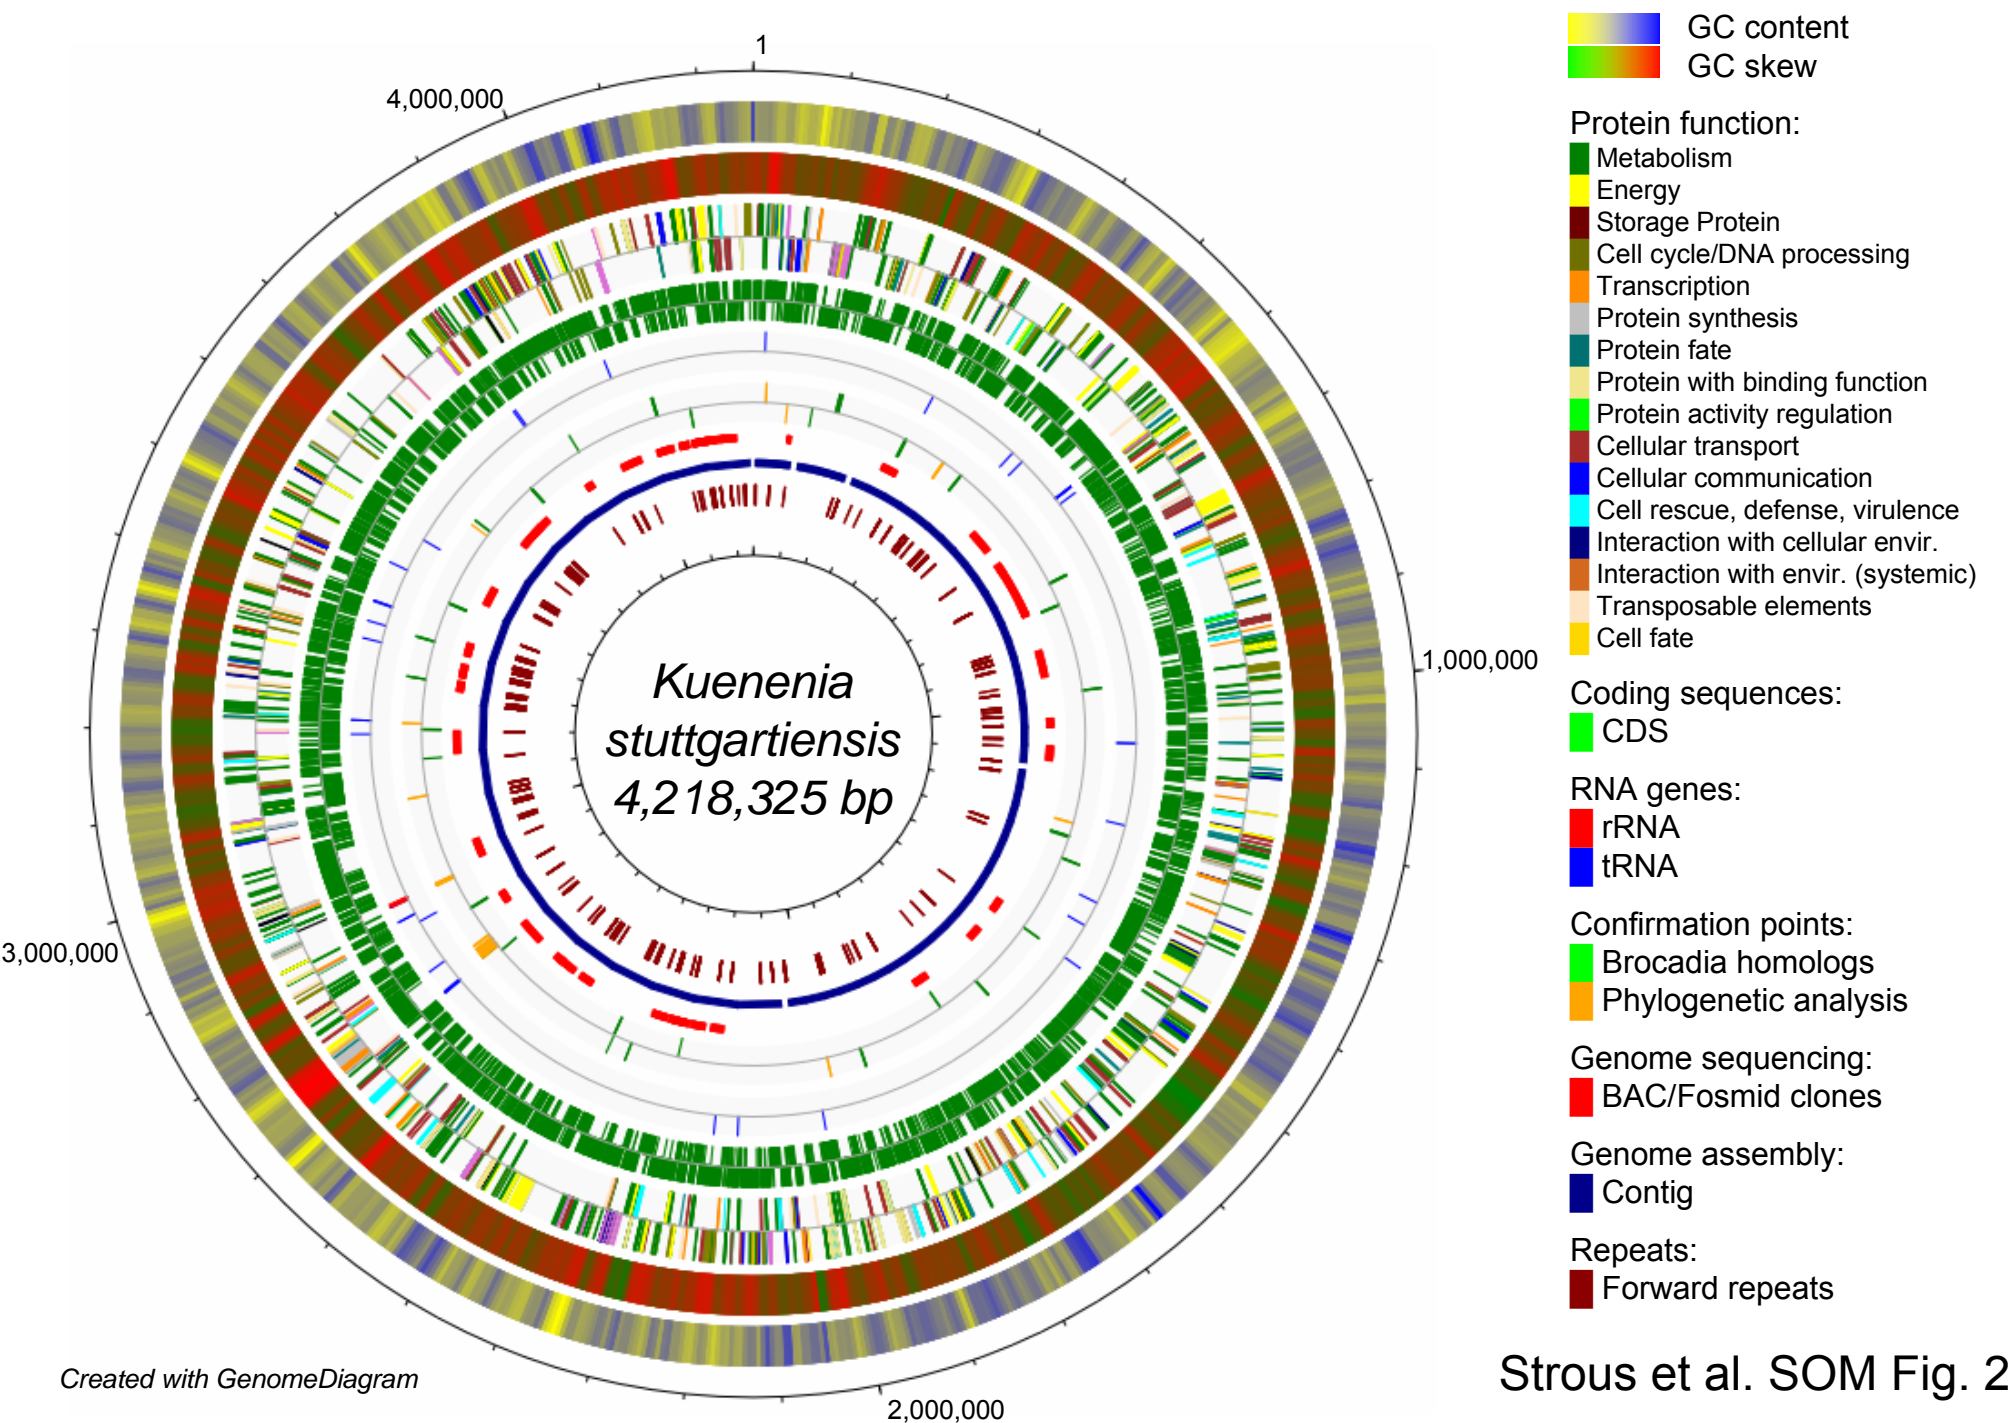 1
4,000,000
1,000,000
3,000,000
2,000,000
Kuenenia
stuttgartiensis
4,218,325 bp
GC content
GC skew
Protein function:
Metabolism
Energy
Storage Protein
Cell cycle/DNA processing
Transcription
Protein synthesis
Protein fate
Protein with binding function
Protein activity regulation
Cellular transport
Cellular communication
Cell rescue, defense, virulence
Interaction with cellular envir.
Interaction with envir. (systemic)
Transposable elements
Cell fate
Coding sequences:
CDS
RNA genes:
rRNA
tRNA
Confirmation points:
Brocadia homologs
Phylogenetic analysis
Genome sequencing:
BAC/Fosmid clones
Genome assembly:
Contig
Repeats:
Forward repeats
Created with GenomeDiagram
Strous et al. SOM Fig. 2